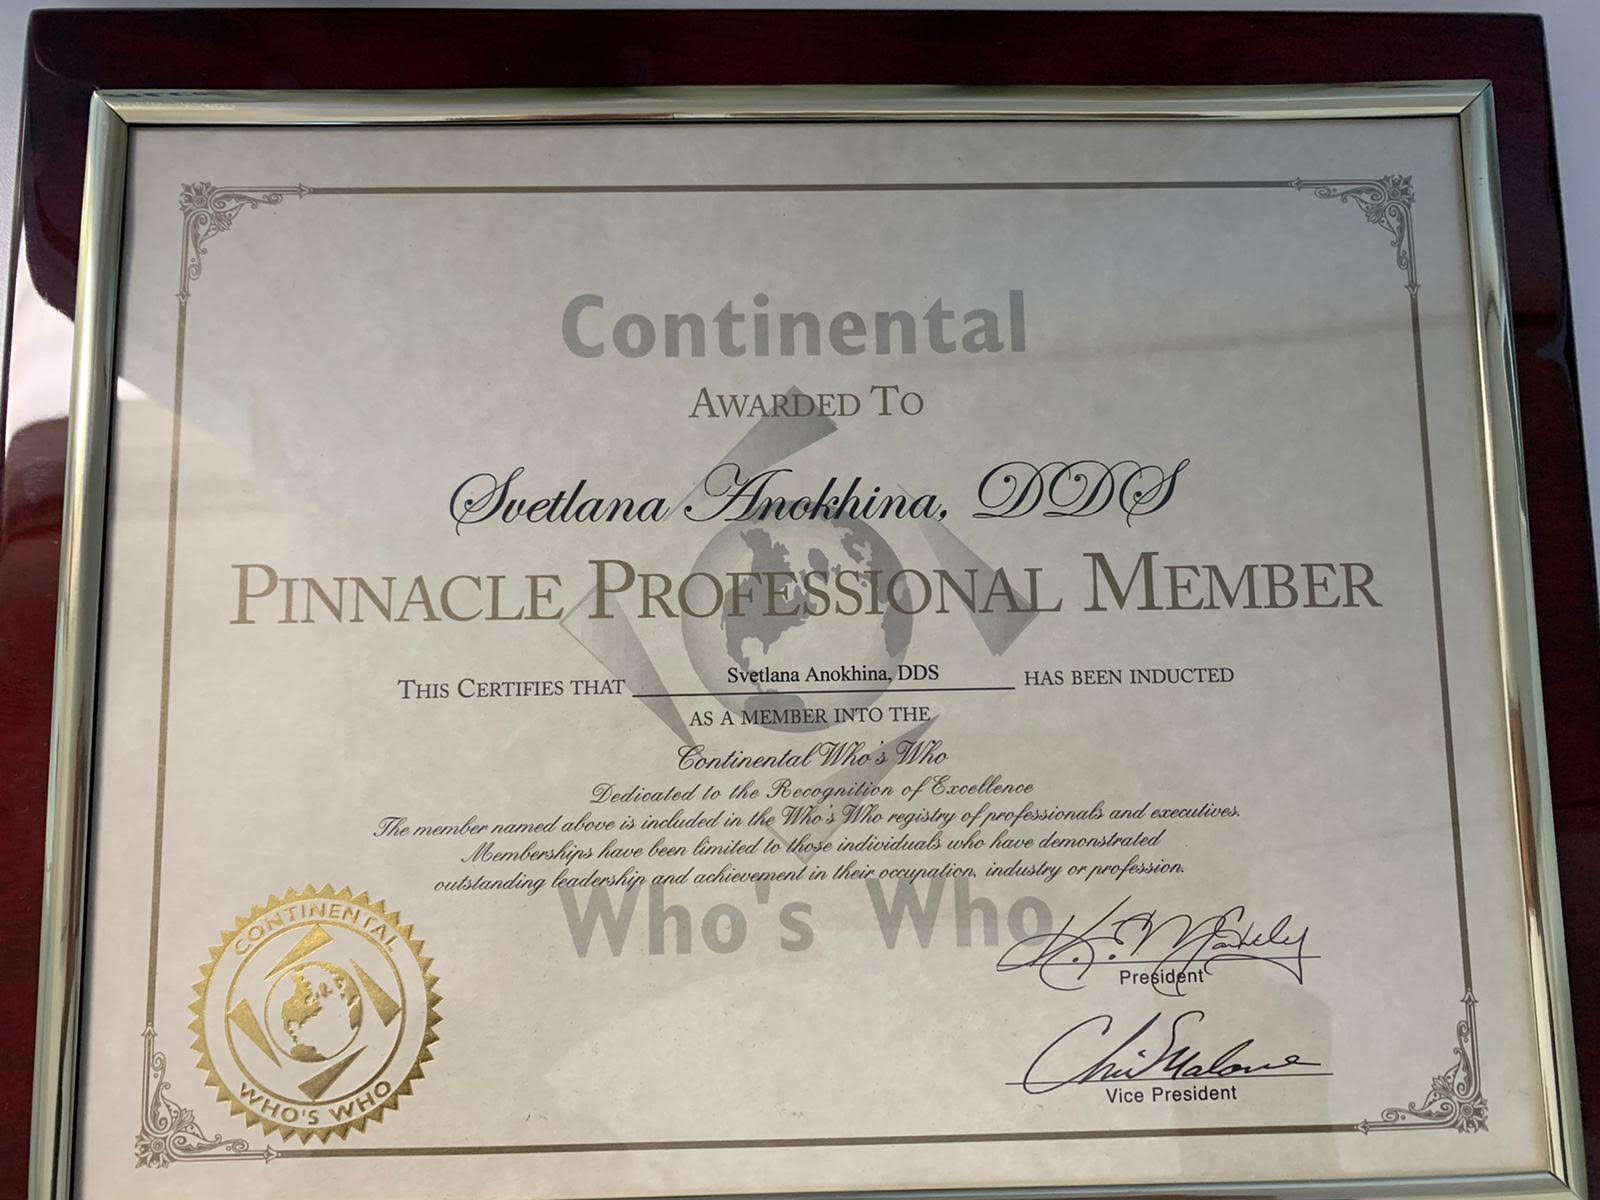 Continental
AWARDED TO
Svetlana Anokhina, DDS
PINNACLE PROFESSIONAL MEMBER
THIS CERTIFIES THAT Svetlana Anokhina, DDS HAS BEEN INDUCTED
AS A MEMBER INTO THE
Continental Who's Who
Dedicated to the Recognition of Excellence
The member named above is included in the Who's Who registry of professionals and executives.
Memberships have been limited to those individuals who have demonstrated
outstanding leadership and achievement in their occupation, industry or profession.
Who's Who
President
Vice President
CONTINENTAL
WHO'S WHO